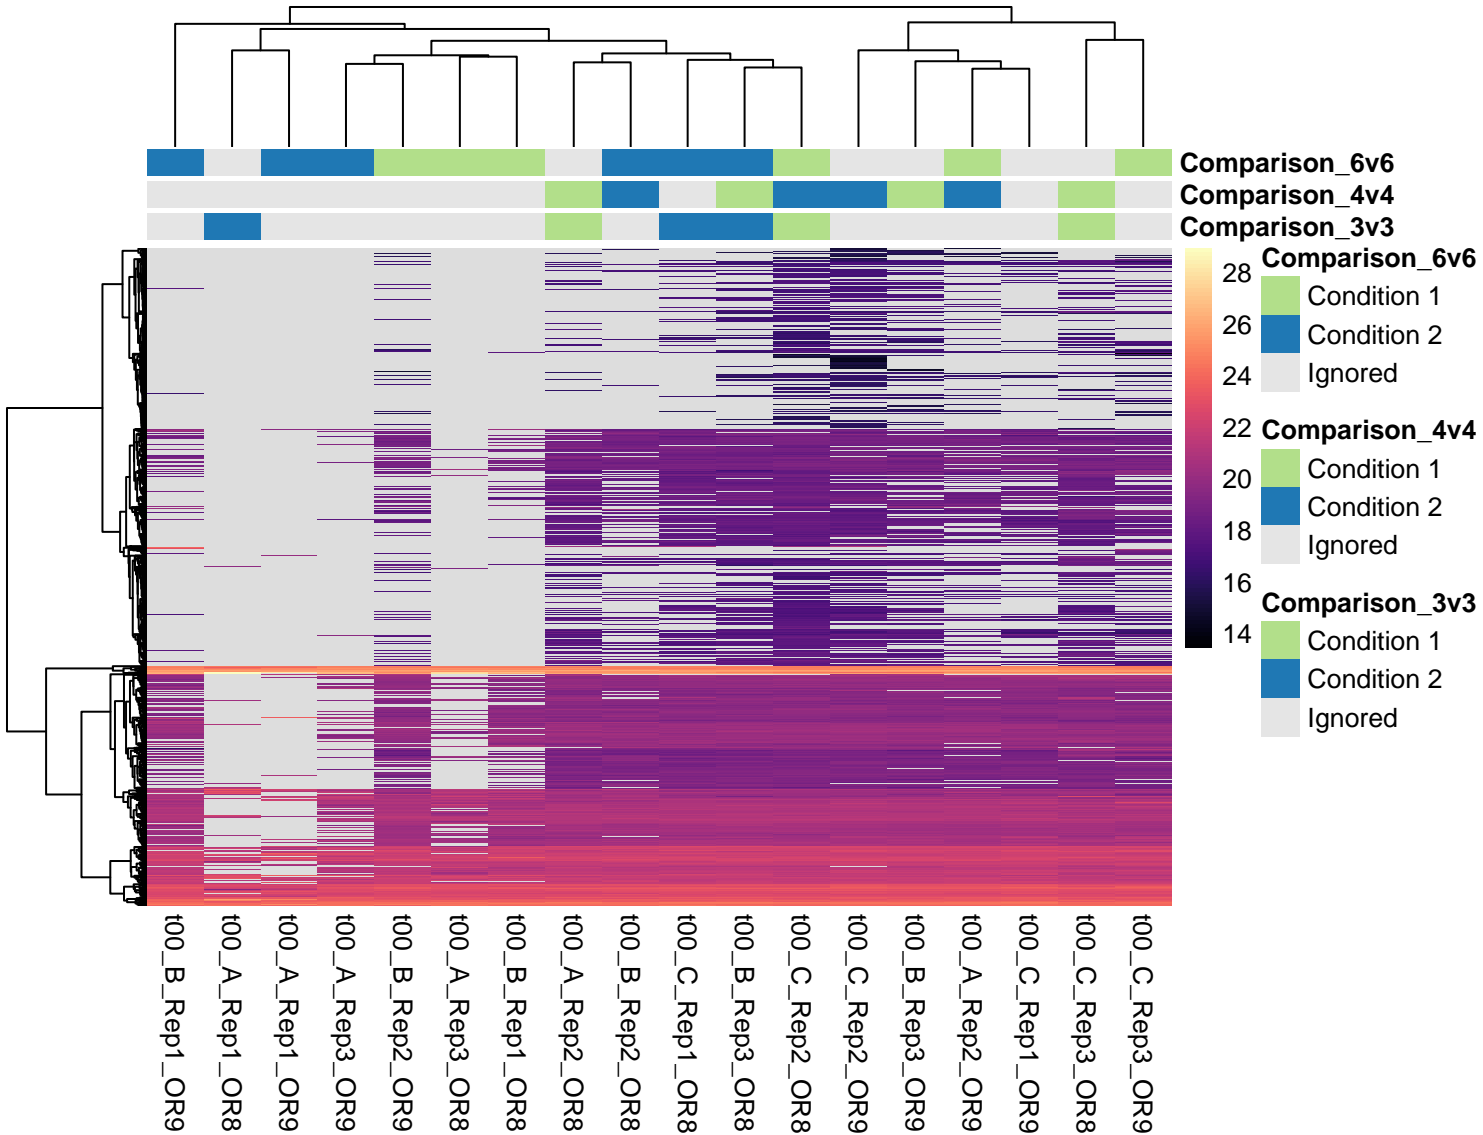 Comparison_6v6
Comparison_4v4
Comparison_3v3
28
26
24
22
20
18
16
14
Comparison_6v6
Condition 1
Condition 2
Ignored
Comparison_4v4
Condition 1
Condition 2
Ignored
Comparison_3v3
Condition 1
Condition 2
Ignored
t00_B_Rep1_OR9
t00_A_Rep1_OR8
t00_A_Rep1_OR9
t00_A_Rep3_OR9
t00_B_Rep2_OR9
t00_A_Rep3_OR8
t00_B_Rep1_OR8
t00_A_Rep2_OR8
t00_B_Rep2_OR8
t00_C_Rep1_OR8
t00_B_Rep3_OR8
t00_C_Rep2_OR8
t00_C_Rep2_OR9
t00_B_Rep3_OR9
t00_A_Rep2_OR9
t00_C_Rep1_OR9
t00_C_Rep3_OR8
t00_C_Rep3_OR9